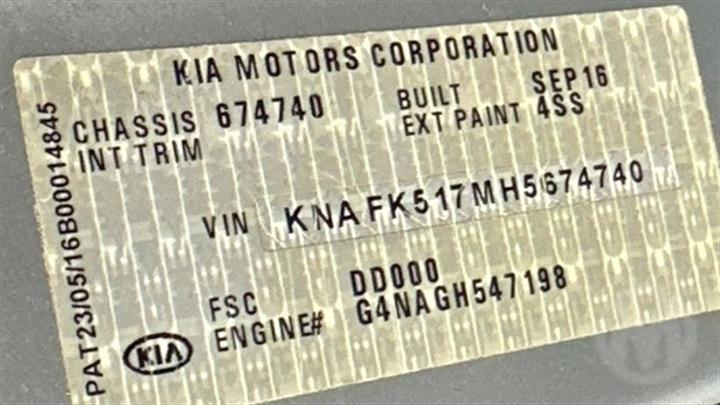 KIA MOTORS CORPORATION
CHASSIS 674740 BUILT SEP16
INT TRIM EXT PAINT 4SS
VIN KNAFK517MH5674740
FSC DD000
ENGINE# G4NAGH547198
KIA
PAT23/05/16B00014845